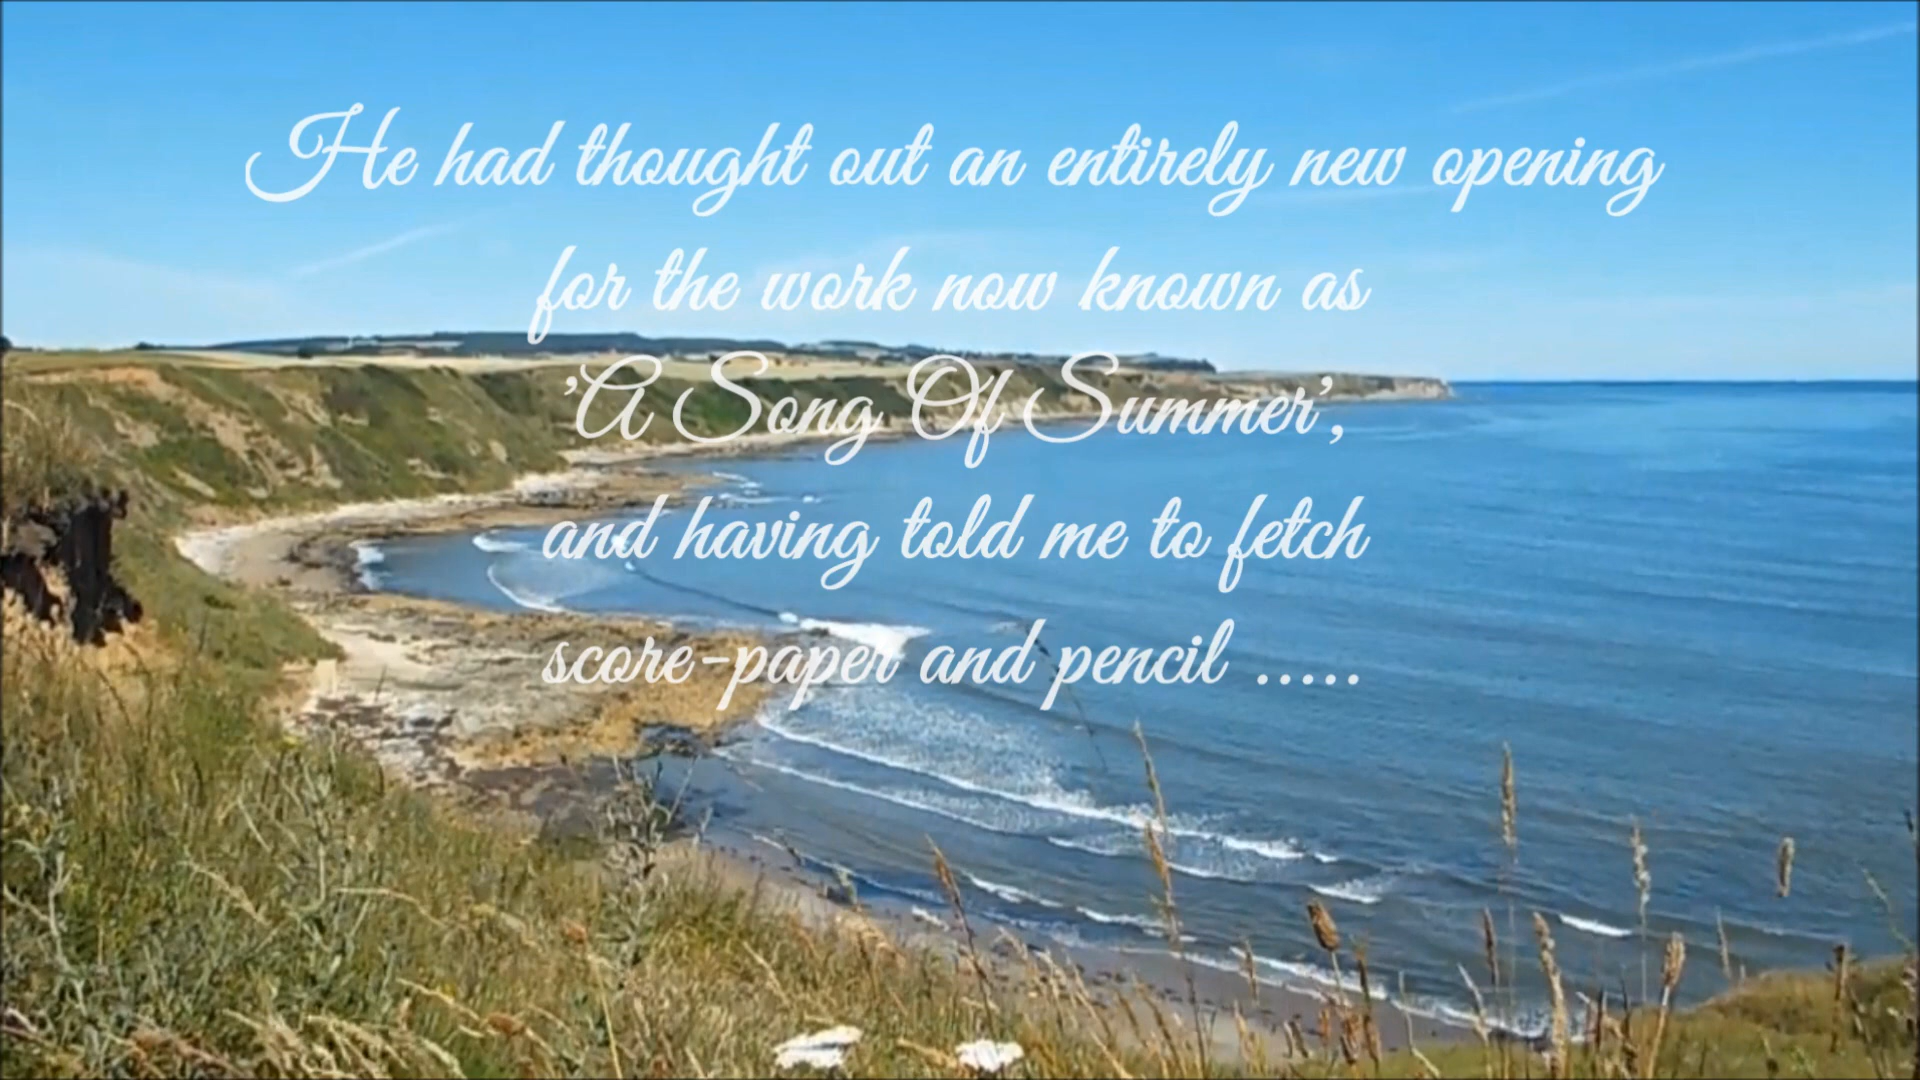 He had thought out an entirely new opening
for the work now known as
'A Song Of Summer',
and having told me to fetch
score-paper and pencil .....